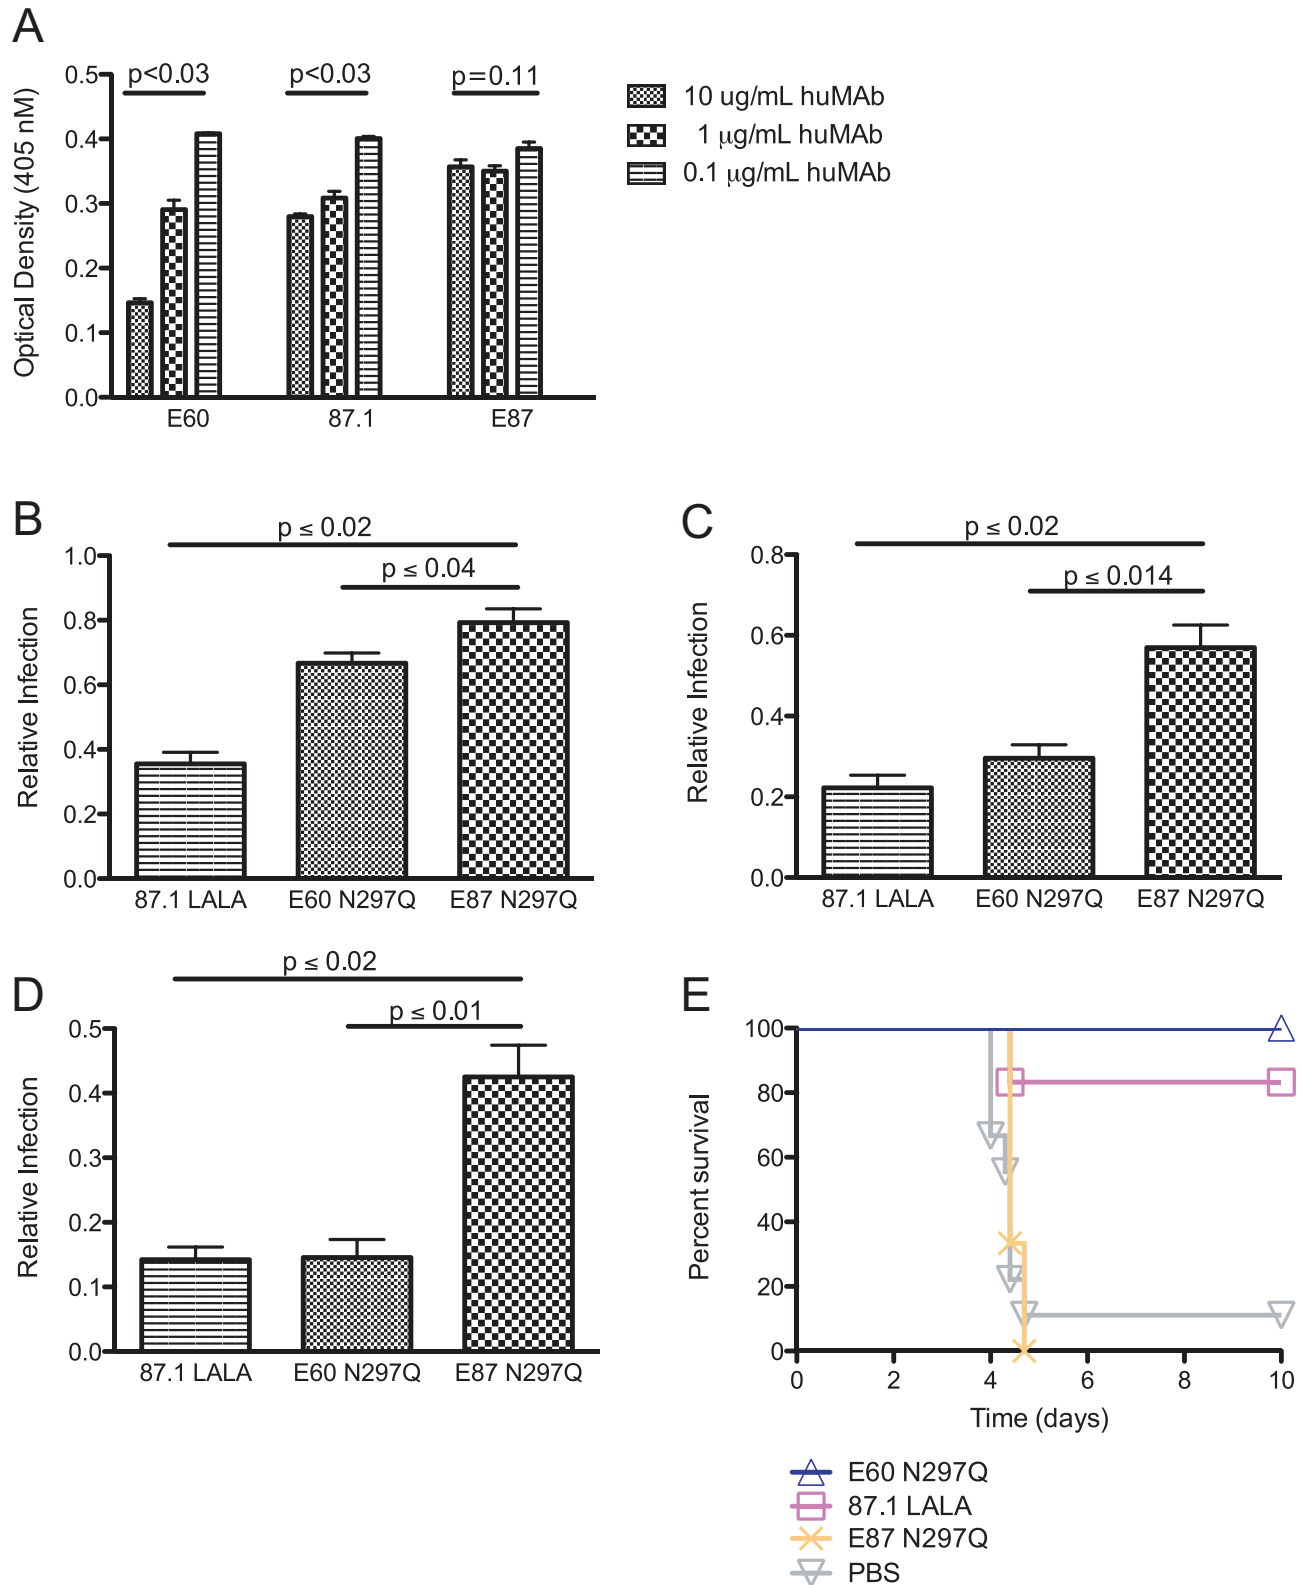 A
p<0.03 p<0.03 p=0.11
Optical Density (405 nM)
0.5
0.4
0.3
0.2
0.1
0.0
E60 87.1 E87
10 ug/mL huMAb
1 μg/mL huMAb
0.1 μg/mL huMAb
B
p ≤ 0.02
p ≤ 0.04
Relative Infection
1.0
0.8
0.6
0.4
0.2
0.0
87.1 LALA E60 N297Q E87 N297Q
C
p ≤ 0.02
p ≤ 0.014
Relative Infection
0.8
0.6
0.4
0.2
0.0
87.1 LALA E60 N297Q E87 N297Q
D
p ≤ 0.02
p ≤ 0.01
Relative Infection
0.5
0.4
0.3
0.2
0.1
0.0
87.1 LALA E60 N297Q E87 N297Q
E
Percent survival
100
80
60
40
20
0
0 2 4 6 8 10
Time (days)
E60 N297Q
87.1 LALA
E87 N297Q
PBS